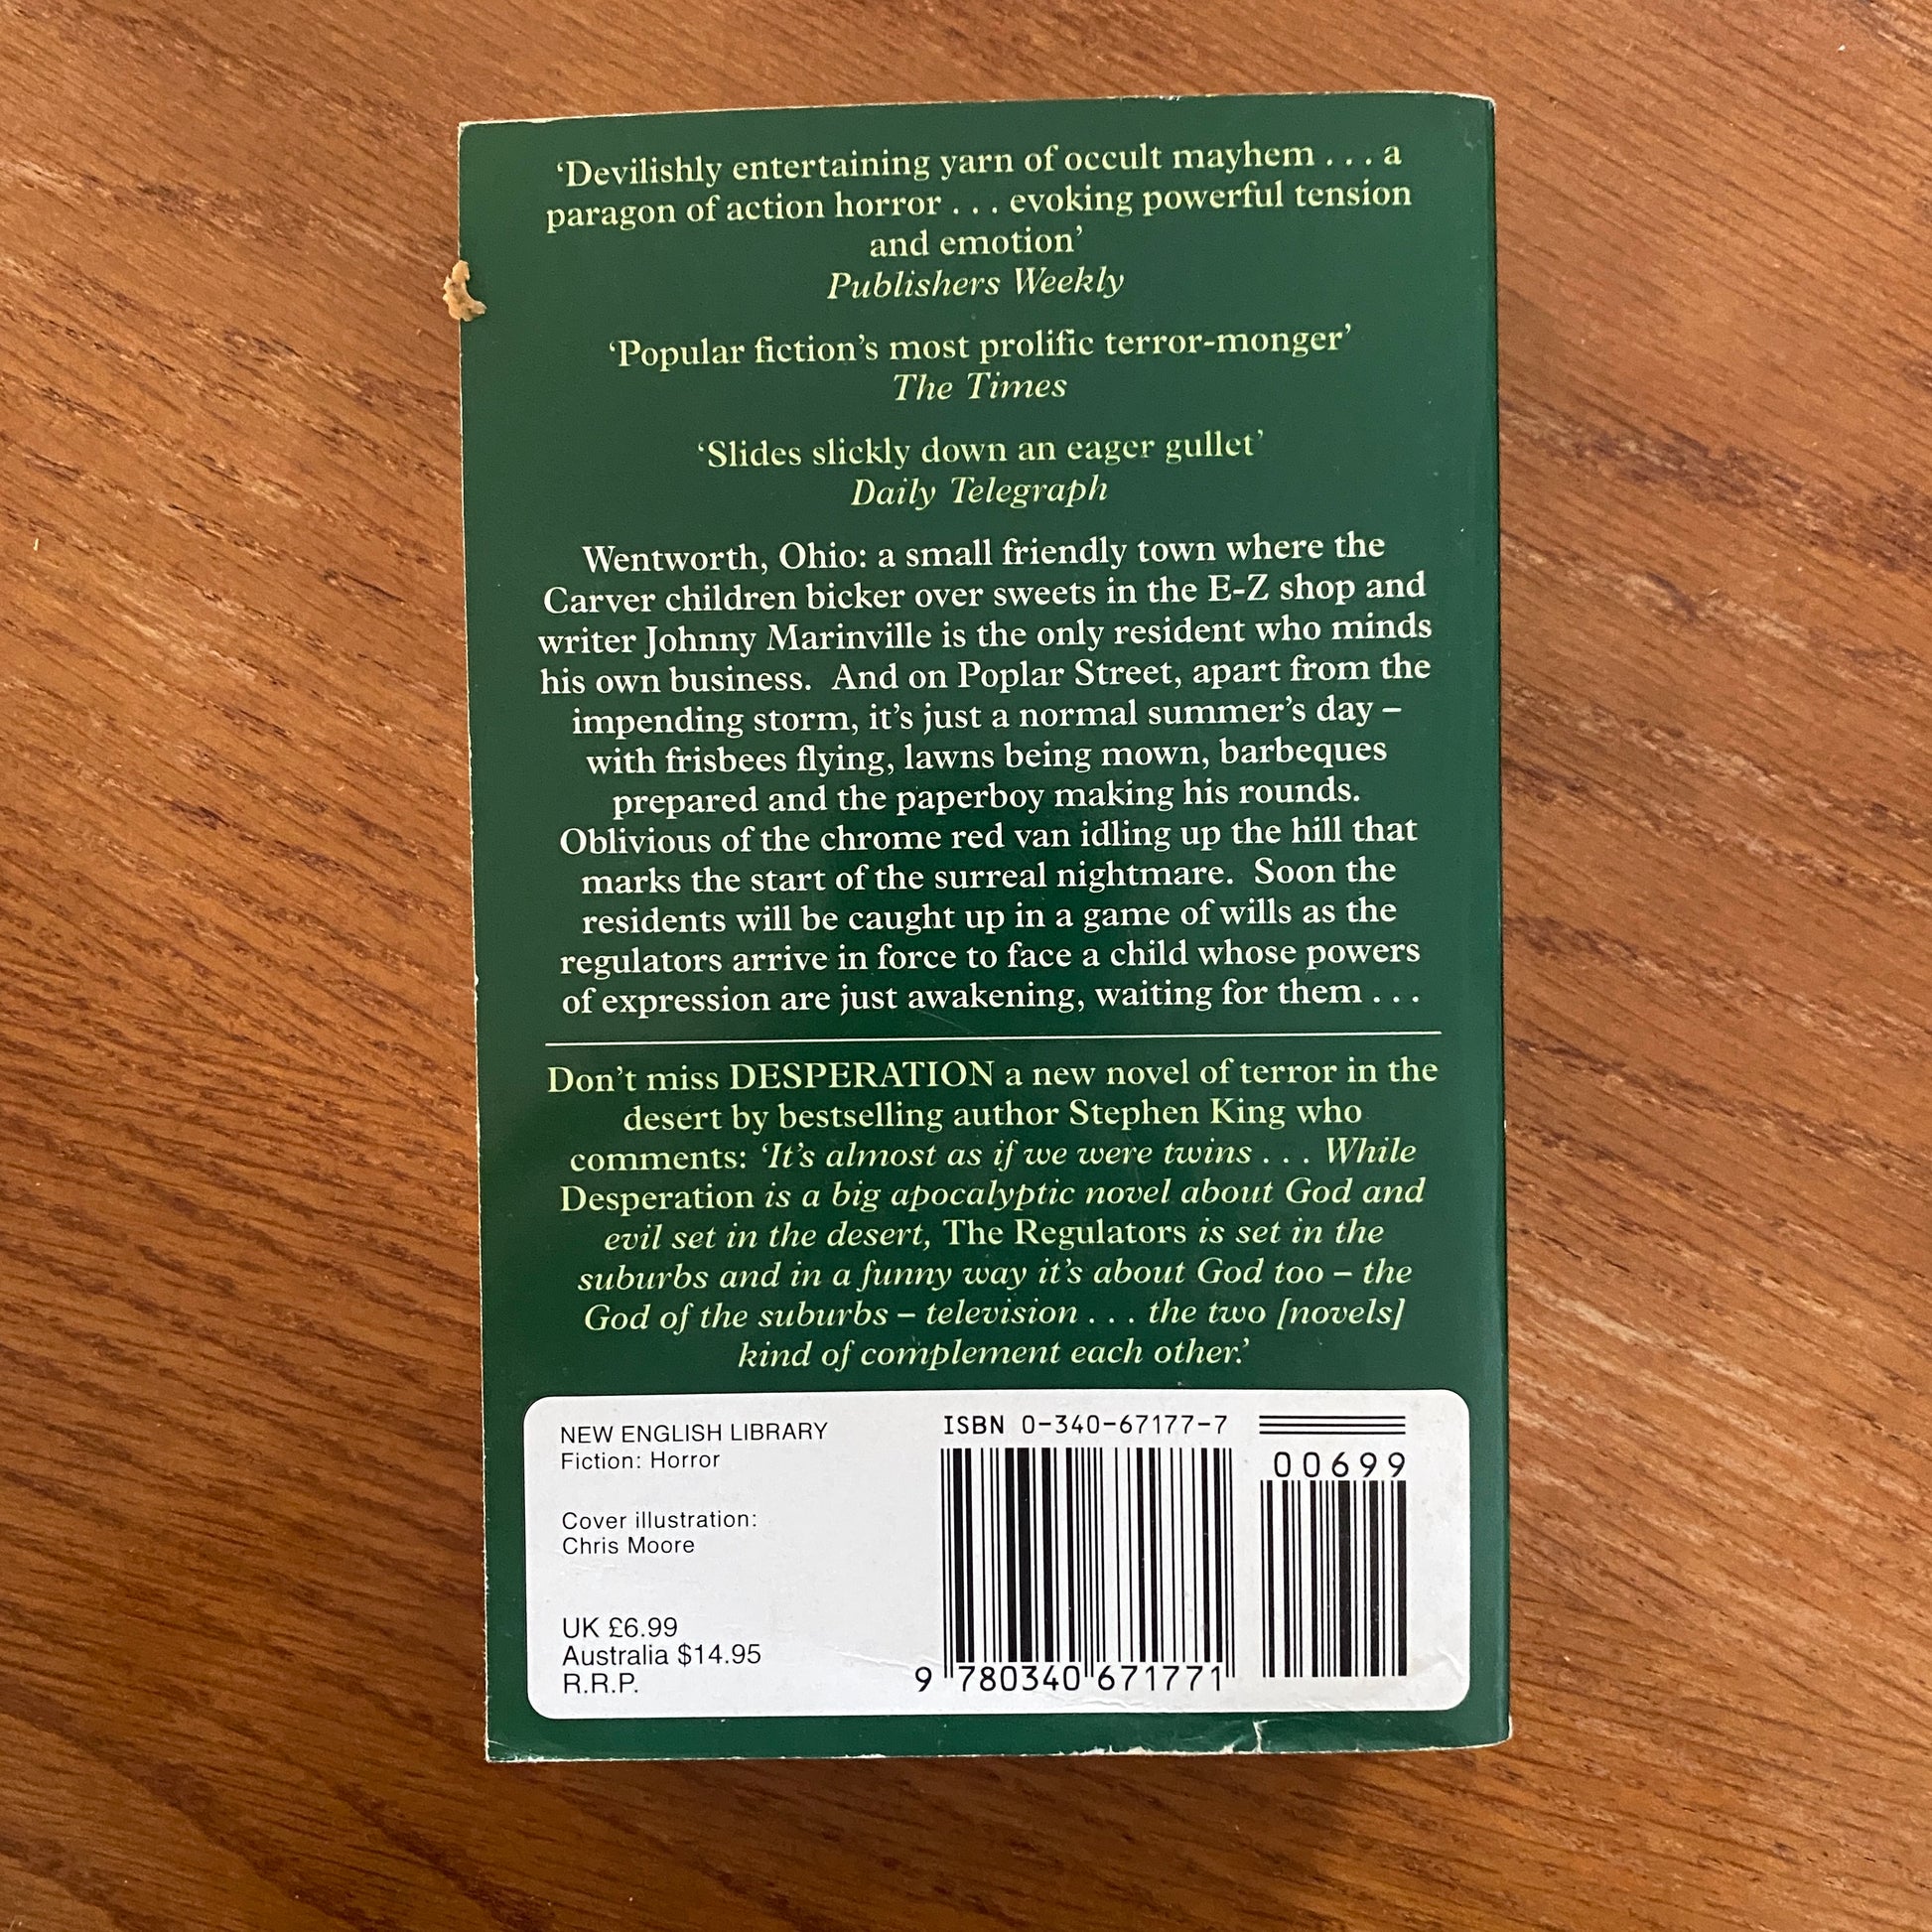 ‘Devilishly entertaining yarn of occult mayhem . . . a
paragon of action horror . . . evoking powerful tension
and emotion’
Publishers Weekly
‘Popular fiction’s most prolific terror-monger’
The Times
‘Slides slickly down an eager gullet’
Daily Telegraph
Wentworth, Ohio: a small friendly town where the
Carver children bicker over sweets in the E-Z shop and
writer Johnny Marinville is the only resident who minds
his own business.  And on Poplar Street, apart from the
impending storm, it’s just a normal summer’s day –
with frisbees flying, lawns being mown, barbeques
prepared and the paperboy making his rounds.
Oblivious of the chrome red van idling up the hill that
marks the start of the surreal nightmare.  Soon the
residents will be caught up in a game of wills as the
regulators arrive in force to face a child whose powers
of expression are just awakening, waiting for them . . .
Don’t miss DESPERATION a new novel of terror in the
desert by bestselling author Stephen King who
comments: ‘It’s almost as if we were twins . . . While
Desperation is a big apocalyptic novel about God and
evil set in the desert, The Regulators is set in the
suburbs and in a funny way it’s about God too – the
God of the suburbs – television . . . the two [novels]
kind of complement each other.’
NEW ENGLISH LIBRARY
Fiction: Horror
Cover illustration:
Chris Moore
UK £6.99
Australia $14.95
R.R.P.
ISBN 0-340-67177-7
00699
9 780340 671771